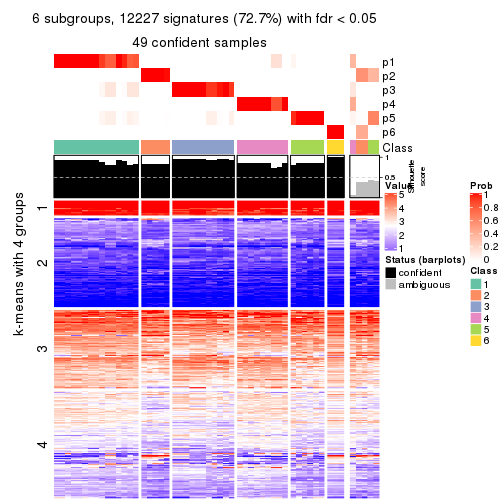 6 subgroups, 12227 signatures (72.7%) with fdr < 0.05
49 confident samples
p1
p2
p3
p4
p5
p6
Class
1
0.5
0
Silhouette
score
k-means with 4 groups
1
2
3
4
Value
5
4
3
2
1
Status (barplots)
confident
ambiguous
Prob
1
0.8
0.6
0.4
0.2
0
Class
1
2
3
4
5
6